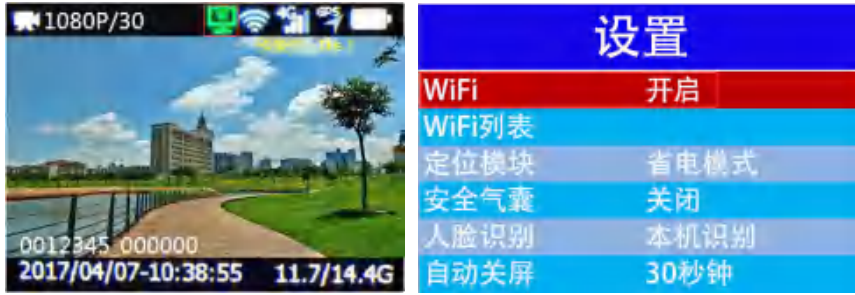 1080P/30
4G
GPS
0012345_000000
2017/04/07-10:38:55 11.7/14.4G
设置
WiFi 开启
WiFi列表
定位模块 省电模式
安全气囊 关闭
人脸识别 本机识别
自动关屏 30秒钟